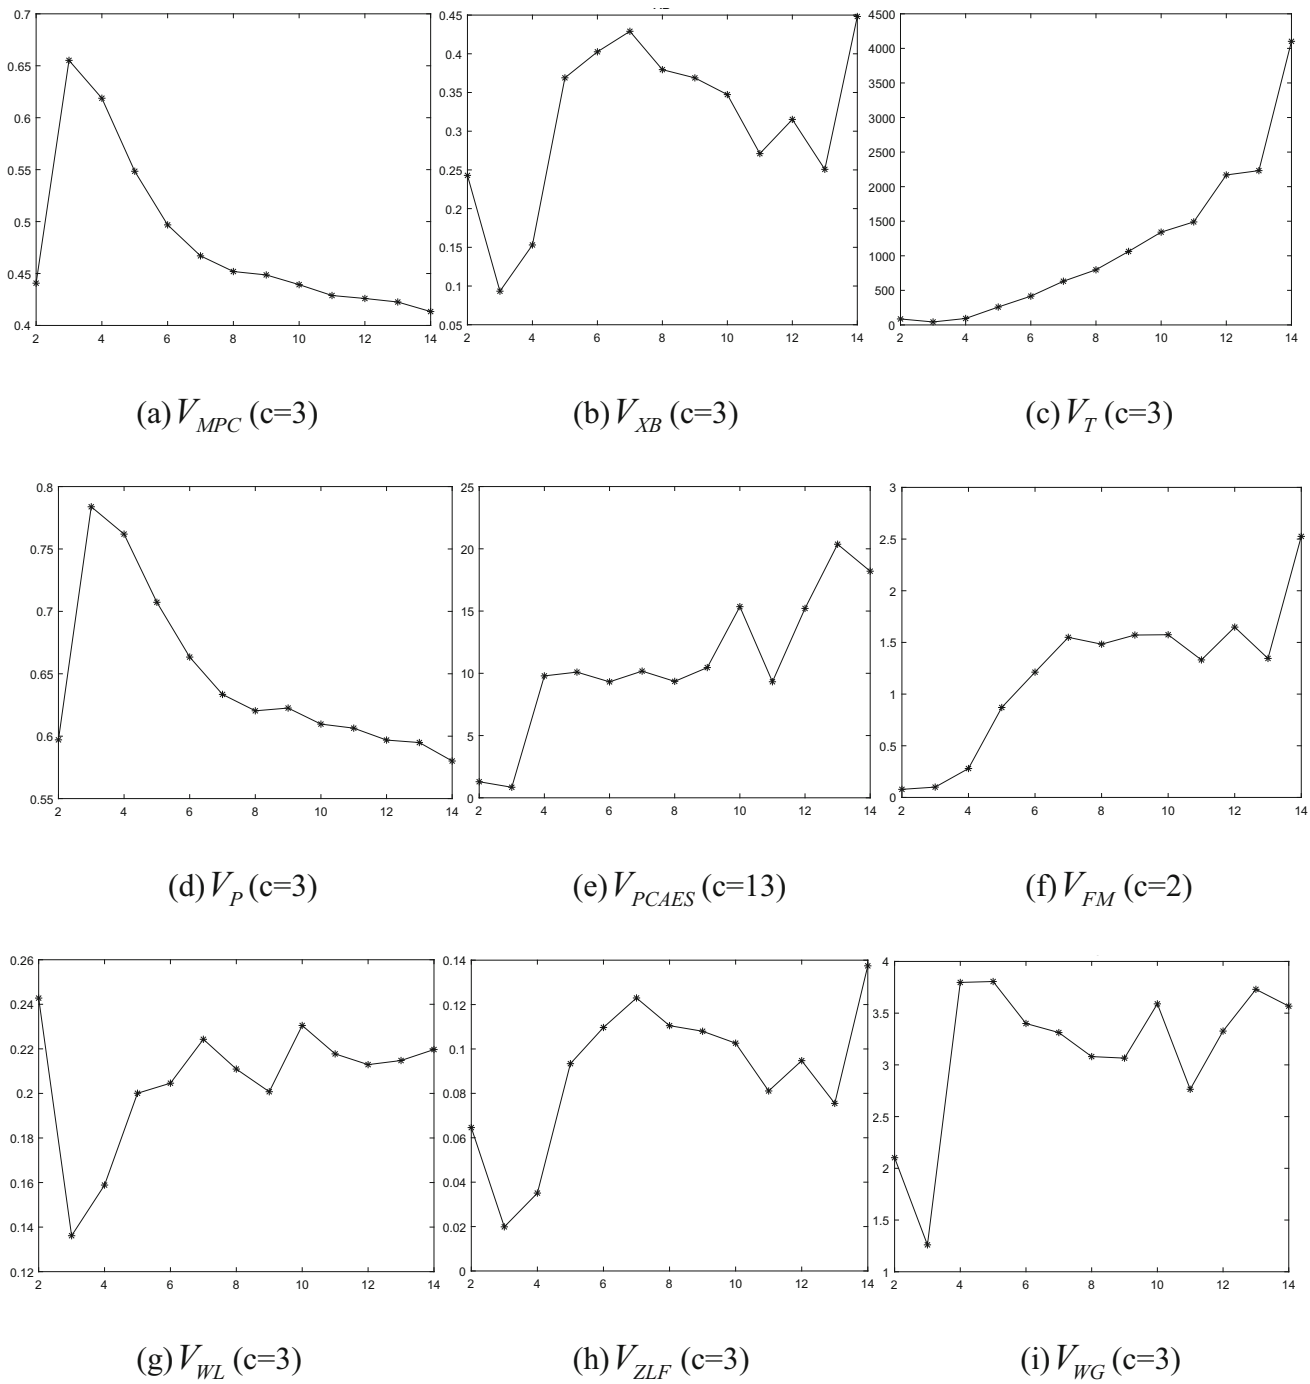 0.7 0.65 0.6 0.55 0.5 0.45 0.4
2 4 6 8 10 12 14
0.45 0.4 0.35 0.3 0.25 0.2 0.15 0.1 0.05
2 4 6 8 10 12 14
4500 4000 3500 3000 2500 2000 1500 1000 500 0
2 4 6 8 10 12 14
(a) V_MPC (c=3)
(b) V_XB (c=3)
(c) V_T (c=3)
0.8 0.75 0.7 0.65 0.6 0.55
2 4 6 8 10 12 14
25 20 15 10 5 0
2 4 6 8 10 12 14
3 2.5 2 1.5 1 0.5 0
2 4 6 8 10 12 14
(d) V_P (c=3)
(e) V_PCAES (c=13)
(f) V_FM (c=2)
0.26 0.24 0.22 0.2 0.18 0.16 0.14 0.12
2 4 6 8 10 12 14
0.14 0.12 0.1 0.08 0.06 0.04 0.02 0
2 4 6 8 10 12 14
4 3.5 3 2.5 2 1.5 1
2 4 6 8 10 12 14
(g) V_WL (c=3)
(h) V_ZLF (c=3)
(i) V_WG (c=3)